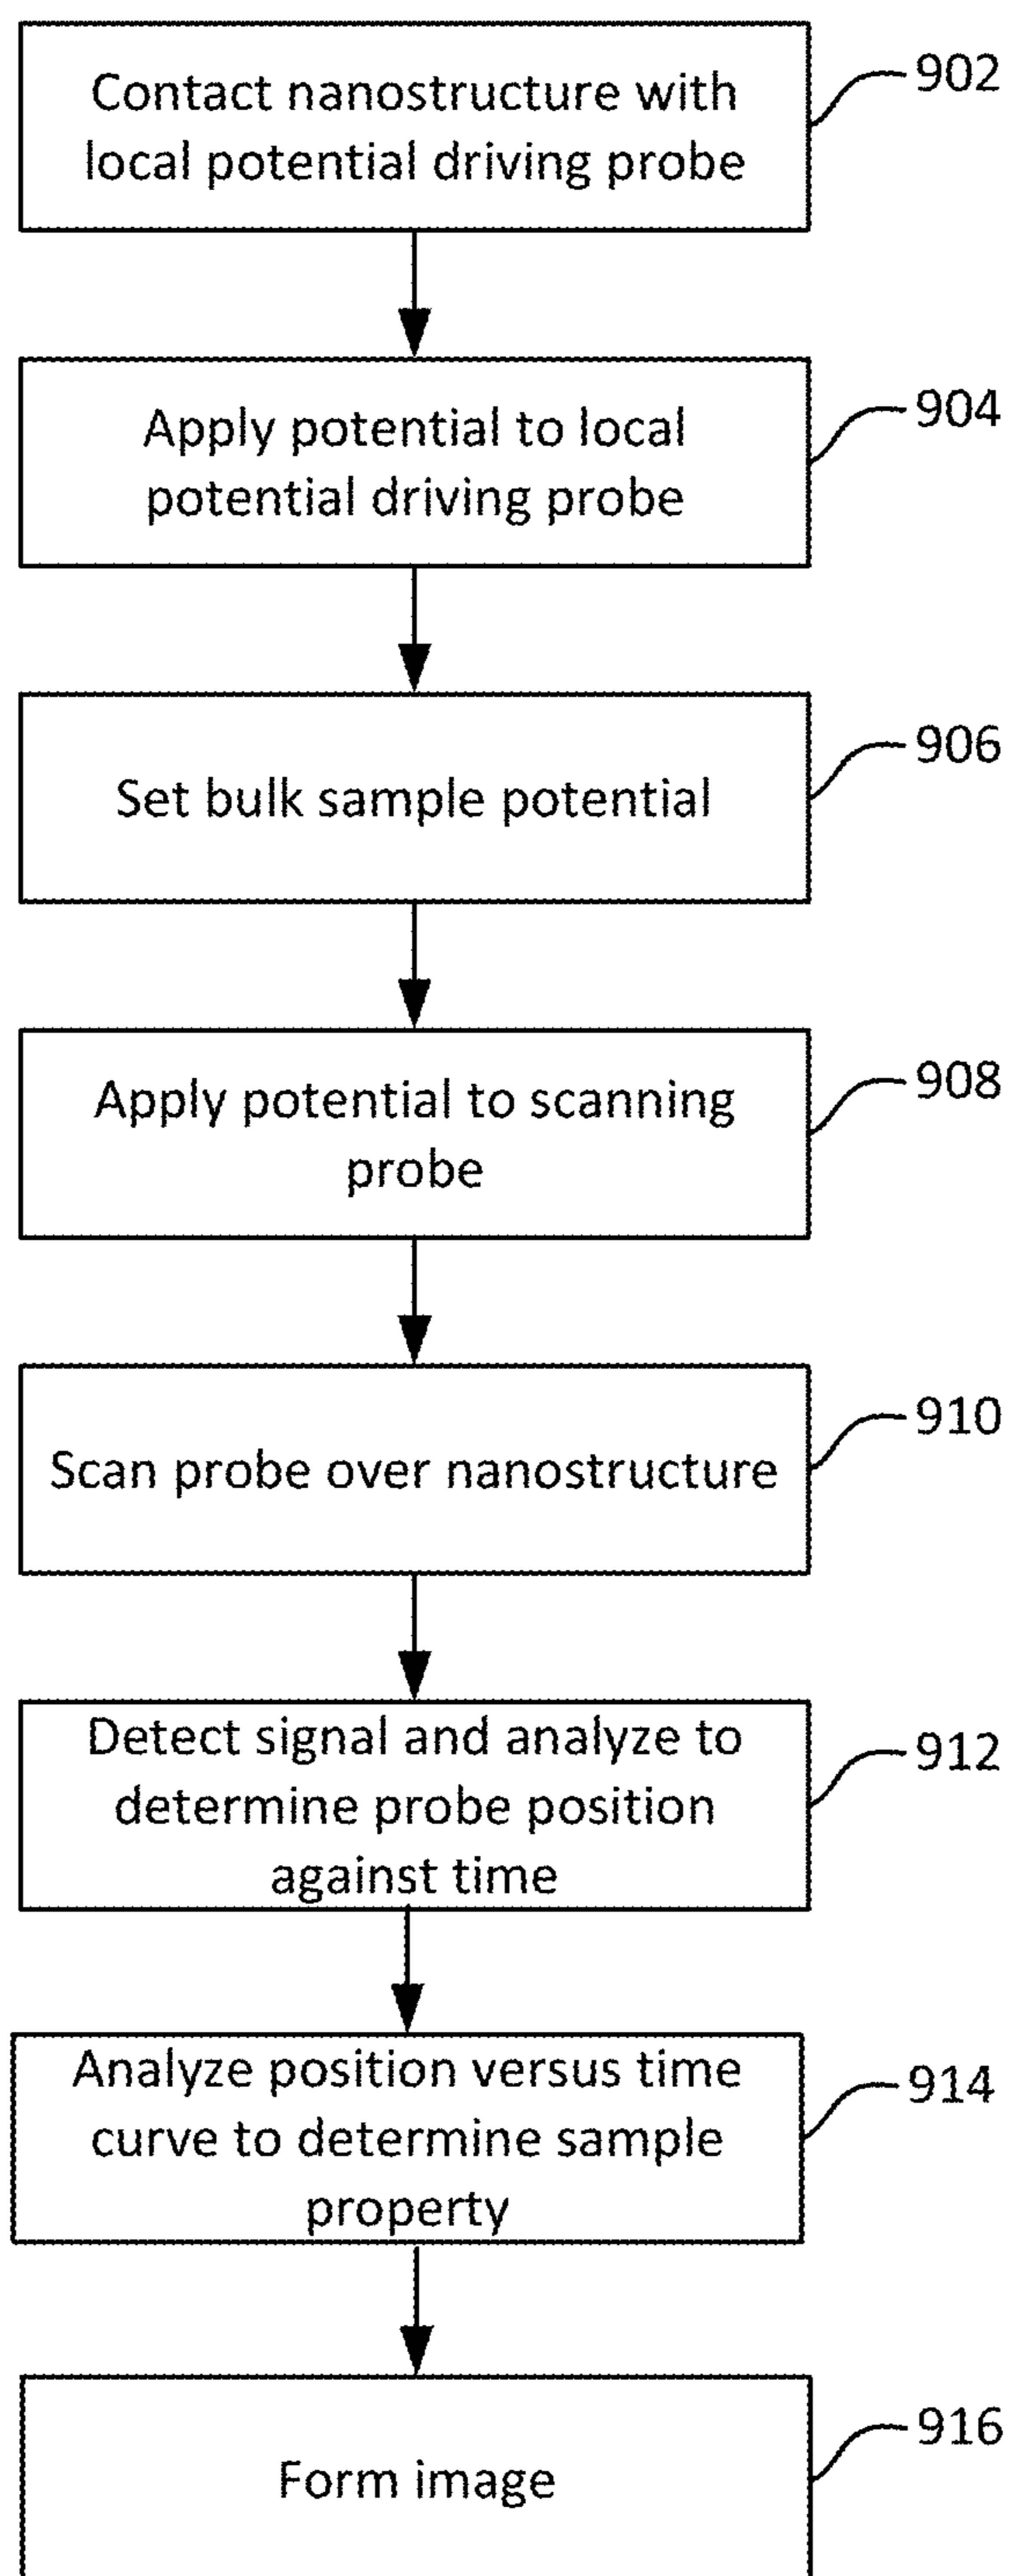 Contact nanostructure with
local potential driving probe
902
Apply potential to local
potential driving probe
904
Set bulk sample potential
906
Apply potential to scanning
probe
908
Scan probe over nanostructure
910
Detect signal and analyze to
determine probe position
against time
912
Analyze position versus time
curve to determine sample
property
914
Form image
916